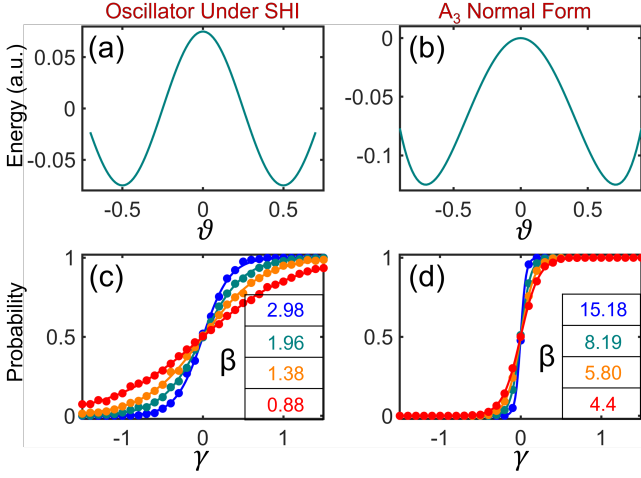 Oscillator Under SHI
A₃ Normal Form
(a)
(b)
Energy (a.u.)
0.05
0
-0.05
0
-0.05
-0.1
-0.5
0
0.5
-0.5
0
0.5
ϑ
ϑ
(c)
(d)
Probability
1
0.5
0
1
0.5
0
β
2.98
1.96
1.38
0.88
β
15.18
8.19
5.80
4.4
-1
0
1
-1
0
1
γ
γ